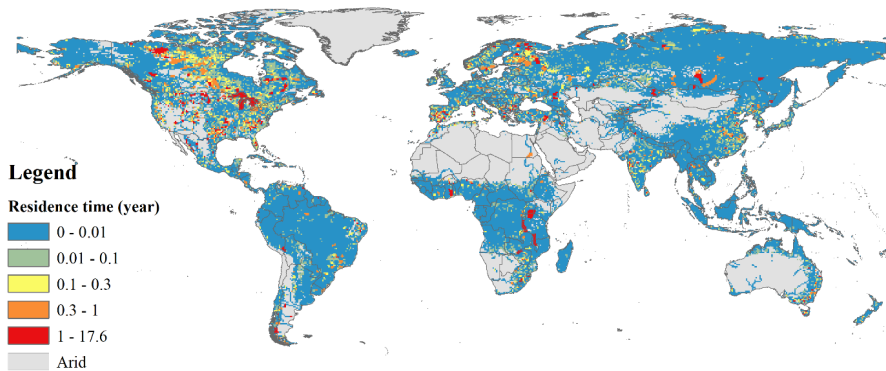 Legend
Residence time (year)
0 - 0.01
0.01 - 0.1
0.1 - 0.3
0.3 - 1
1 - 17.6
Arid